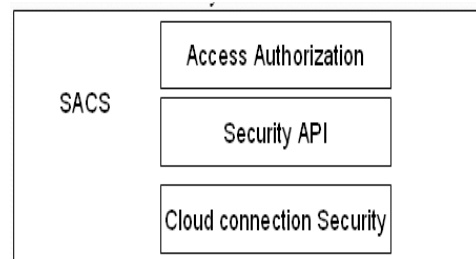 Access Authorization
SACS
Security API
Cloud connection Security